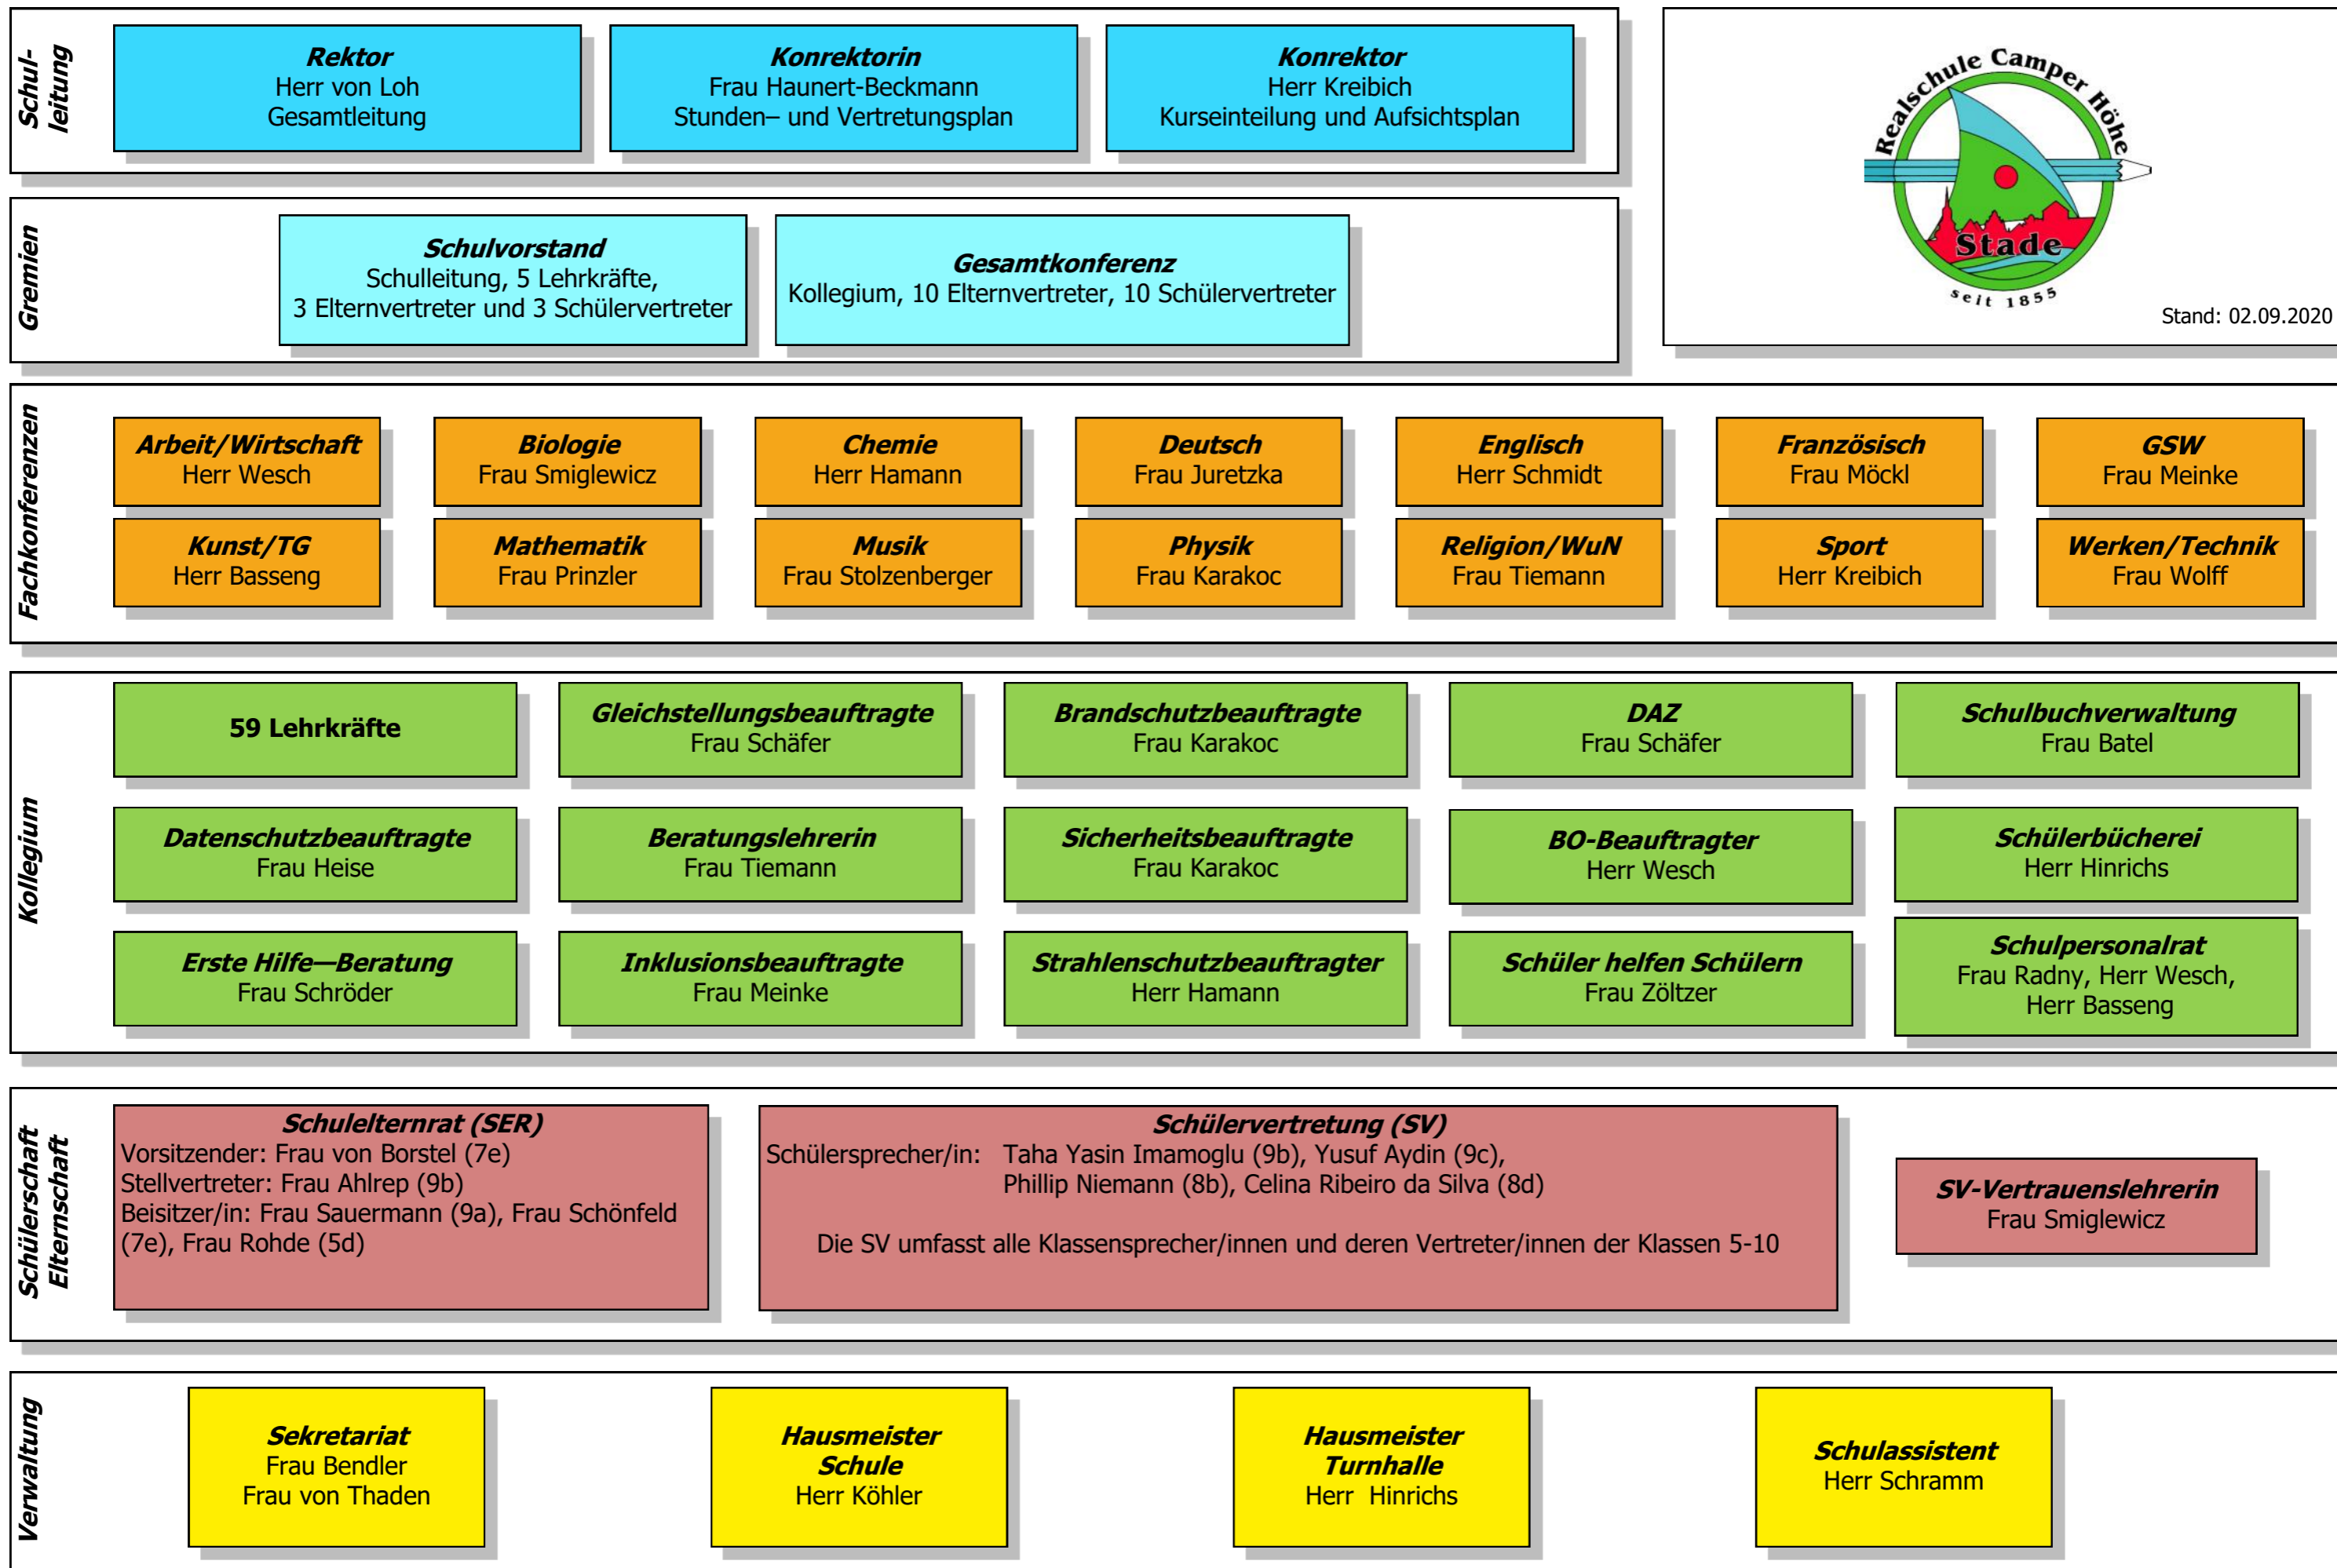 Schul-
leitung
Rektor
Herr von Loh
Gesamtleitung
Konrektorin
Frau Haunert-Beckmann
Stunden– und Vertretungsplan
Konrektor
Herr Kreibich
Kurseinteilung und Aufsichtsplan
Realschule Camper Höhe
Stade
seit 1855
Stand: 02.09.2020
Gremien
Schulvorstand
Schulleitung, 5 Lehrkräfte,
3 Elternvertreter und 3 Schülervertreter
Gesamtkonferenz
Kollegium, 10 Elternvertreter, 10 Schülervertreter
Fachkonferenzen
Arbeit/Wirtschaft
Herr Wesch
Biologie
Frau Smiglewicz
Chemie
Herr Hamann
Deutsch
Frau Juretzka
Englisch
Herr Schmidt
Französisch
Frau Möckl
GSW
Frau Meinke
Kunst/TG
Herr Basseng
Mathematik
Frau Prinzler
Musik
Frau Stolzenberger
Physik
Frau Karakoc
Religion/WuN
Frau Tiemann
Sport
Herr Kreibich
Werken/Technik
Frau Wolff
Kollegium
59 Lehrkräfte
Gleichstellungsbeauftragte
Frau Schäfer
Brandschutzbeauftragte
Frau Karakoc
DAZ
Frau Schäfer
Schulbuchverwaltung
Frau Batel
Datenschutzbeauftragte
Frau Heise
Beratungslehrerin
Frau Tiemann
Sicherheitsbeauftragte
Frau Karakoc
BO-Beauftragter
Herr Wesch
Schülerbücherei
Herr Hinrichs
Erste Hilfe—Beratung
Frau Schröder
Inklusionsbeauftragte
Frau Meinke
Strahlenschutzbeauftragter
Herr Hamann
Schüler helfen Schülern
Frau Zöltzer
Schulpersonalrat
Frau Radny, Herr Wesch,
Herr Basseng
Schülerschaft
Elternschaft
Schulelternrat (SER)
Vorsitzender: Frau von Borstel (7e)
Stellvertreter: Frau Ahlrep (9b)
Beisitzer/in: Frau Sauermann (9a), Frau Schönfeld
(7e), Frau Rohde (5d)
Schülervertretung (SV)
Schülersprecher/in: Taha Yasin Imamoglu (9b), Yusuf Aydin (9c),
Phillip Niemann (8b), Celina Ribeiro da Silva (8d)
Die SV umfasst alle Klassensprecher/innen und deren Vertreter/innen der Klassen 5-10
SV-Vertrauenslehrerin
Frau Smiglewicz
Verwaltung
Sekretariat
Frau Bendler
Frau von Thaden
Hausmeister
Schule
Herr Köhler
Hausmeister
Turnhalle
Herr Hinrichs
Schulassistent
Herr Schramm